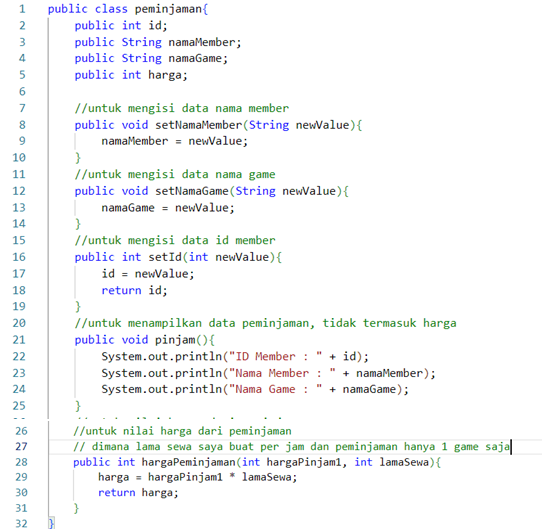 1 public class peminjaman{
2 public int id;
3 public String namaMember;
4 public String namaGame;
5 public int harga;
6
7 //untuk mengisi data nama member
8 public void setNamaMember(String newValue){
9 namaMember = newValue;
10 }
11 //untuk mengisi data nama game
12 public void setNamaGame(String newValue){
13 namaGame = newValue;
14 }
15 //untuk mengisi data id member
16 public int setId(int newValue){
17 id = newValue;
18 return id;
19 }
20 //untuk menampilkan data peminjaman, tidak termasuk harga
21 public void pinjam(){
22 System.out.println("ID Member : " + id);
23 System.out.println("Nama Member : " + namaMember);
24 System.out.println("Nama Game : " + namaGame);
25 }
26 //untuk nilai harga dari peminjaman
27 // dimana lama sewa saya buat per jam dan peminjaman hanya 1 game saja
28 public int hargaPeminjaman(int hargaPinjam1, int lamaSewa){
29 harga = hargaPinjam1 * lamaSewa;
30 return harga;
31 }
32 }